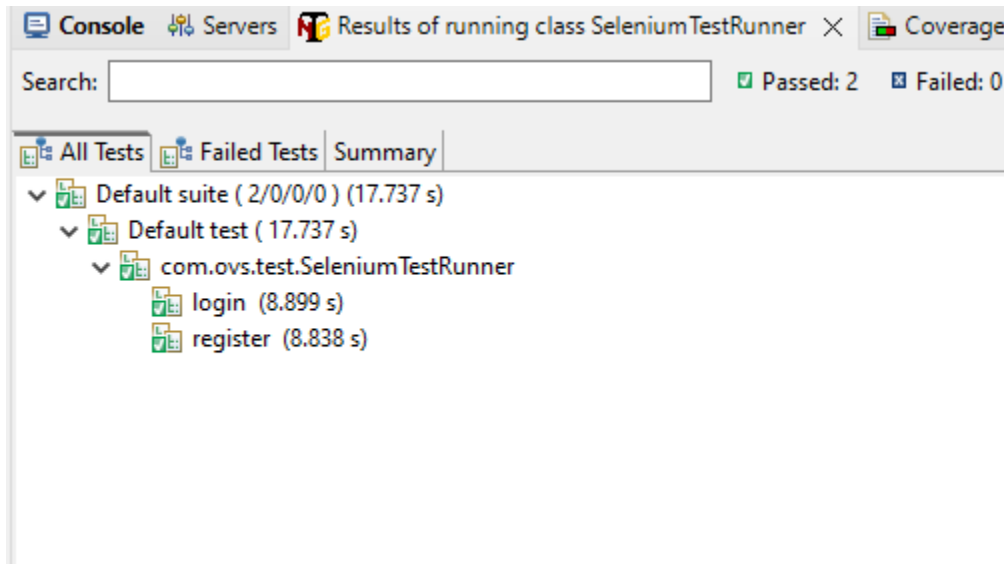 Console Servers Results of running class SeleniumTestRunner Coverage
Search: Passed: 2 Failed: 0
All Tests Failed Tests Summary
Default suite ( 2/0/0/0 ) (17.737 s)
Default test ( 17.737 s)
com.ovs.test.SeleniumTestRunner
login (8.899 s)
register (8.838 s)